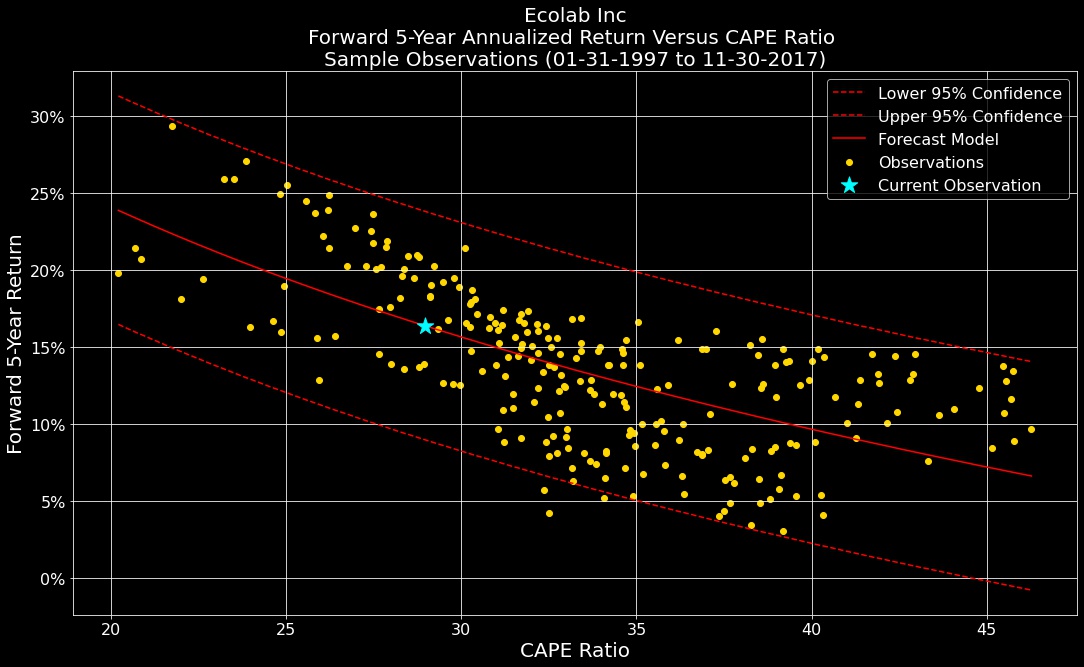 Ecolab Inc
Forward 5-Year Annualized Return Versus CAPE Ratio
Sample Observations (01-31-1997 to 11-30-2017)
Lower 95% Confidence
Upper 95% Confidence
Forecast Model
Observations
Current Observation
Forward 5-Year Return
30%
25%
20%
15%
10%
5%
0%
20 25 30 35 40 45
CAPE Ratio